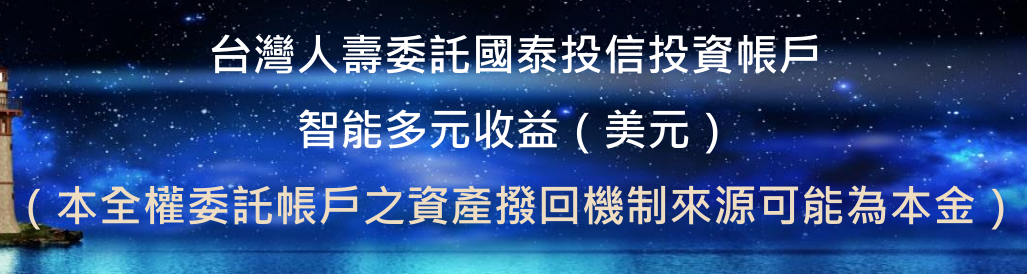 台灣人壽委託國泰投信投資帳戶
智能多元收益（美元）
（本全權委託帳戶之資產撥回機制來源可能為本金）